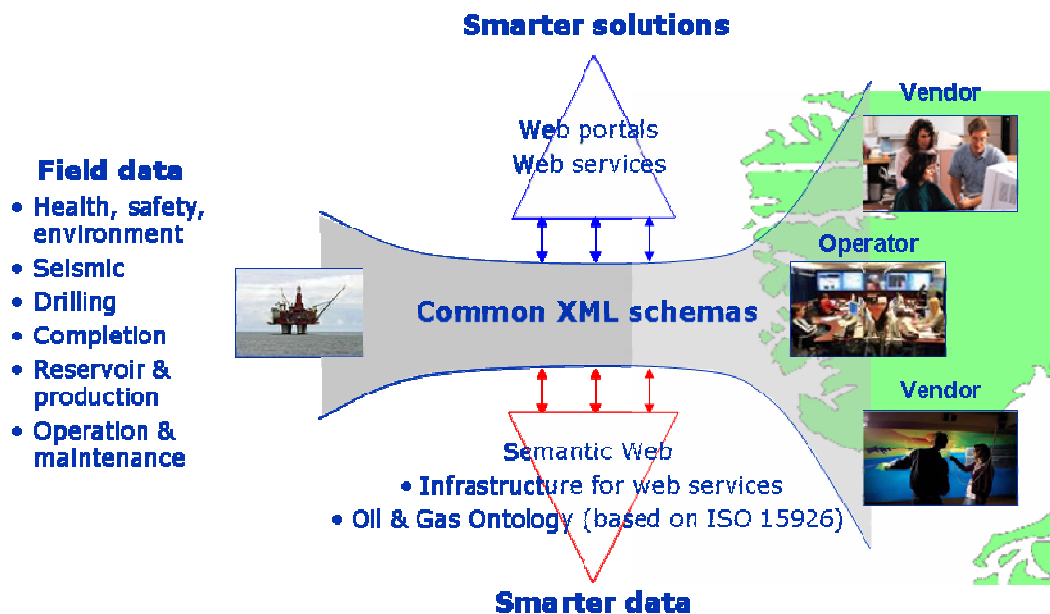 Smarter solutions
Web portals
Web services
Field data
• Health, safety,
environment
• Seismic
• Drilling
• Completion
• Reservoir &
production
• Operation &
maintenance
Common XML schemas
Vendor
Operator
Vendor
Semantic Web
• Infrastructure for web services
• Oil & Gas Ontology (based on ISO 15926)
Smarter data